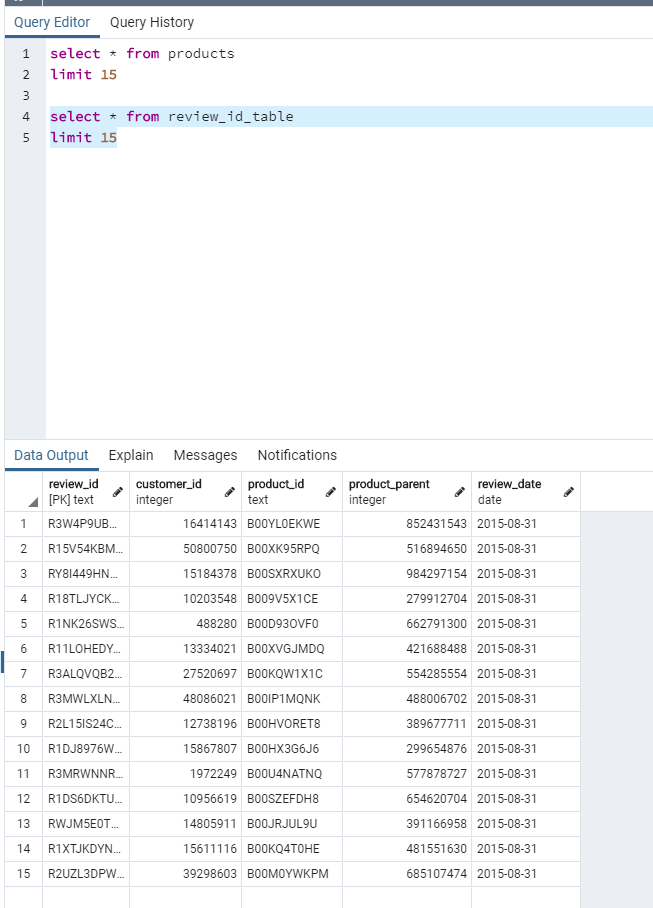 Query Editor Query History
1 select * from products
2 limit 15
3
4 select * from review_id_table
5 limit 15
Data Output Explain Messages Notifications
review_id customer_id product_id product_parent review_date
[PK] text integer text integer date
1 R3W4P9UB... 16414143 B00YL0EKWE 852431543 2015-08-31
2 R15V54KBM... 50800750 B00XK95RPQ 516894650 2015-08-31
3 RY8I449HN... 15184378 B00SXRXUKO 984297154 2015-08-31
4 R18TLJYCK... 10203548 B009V5X1CE 279912704 2015-08-31
5 R1NK26SWS... 488280 B00D93OVF0 662791300 2015-08-31
6 R11LOHEDY... 13334021 B00XVGJMDQ 421688488 2015-08-31
7 R3ALQVQB2... 27520697 B00KQW1X1C 554285554 2015-08-31
8 R3MWLXLN... 48086021 B00IP1MQNK 488006702 2015-08-31
9 R2L15IS24C... 12738196 B00HVORET8 389677711 2015-08-31
10 R1DJ8976W... 15867807 B00HX3G6J6 299654876 2015-08-31
11 R3MRWNNR... 1972249 B00U4NATNQ 577878727 2015-08-31
12 R1DS6DKTU... 10956619 B00SZEFDH8 654620704 2015-08-31
13 RWJM5E0T... 14805911 B00JRJUL9U 391166958 2015-08-31
14 R1XTJKDYN... 15611116 B00KQ4T0HE 481551630 2015-08-31
15 R2UZL3DPW... 39298603 B00M0YWKPM 685107474 2015-08-31